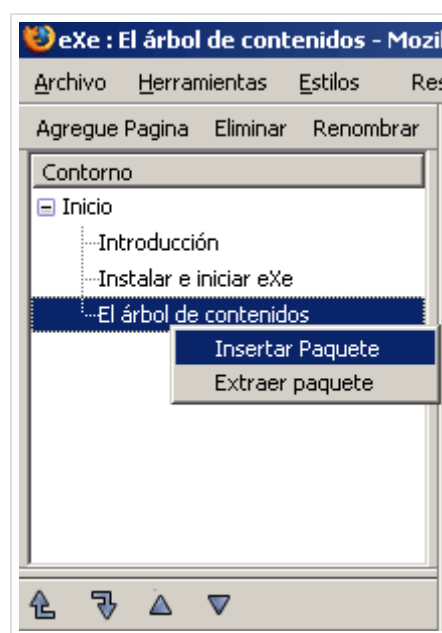 eXe : El árbol de contenidos - Mozil
Archivo Herramientas Estilos Res
Agregue Pagina Eliminar Renombrar
Contorno
Inicio
Introducción
Instalar e iniciar eXe
El árbol de contenidos
Insertar Paquete
Extraer paquete